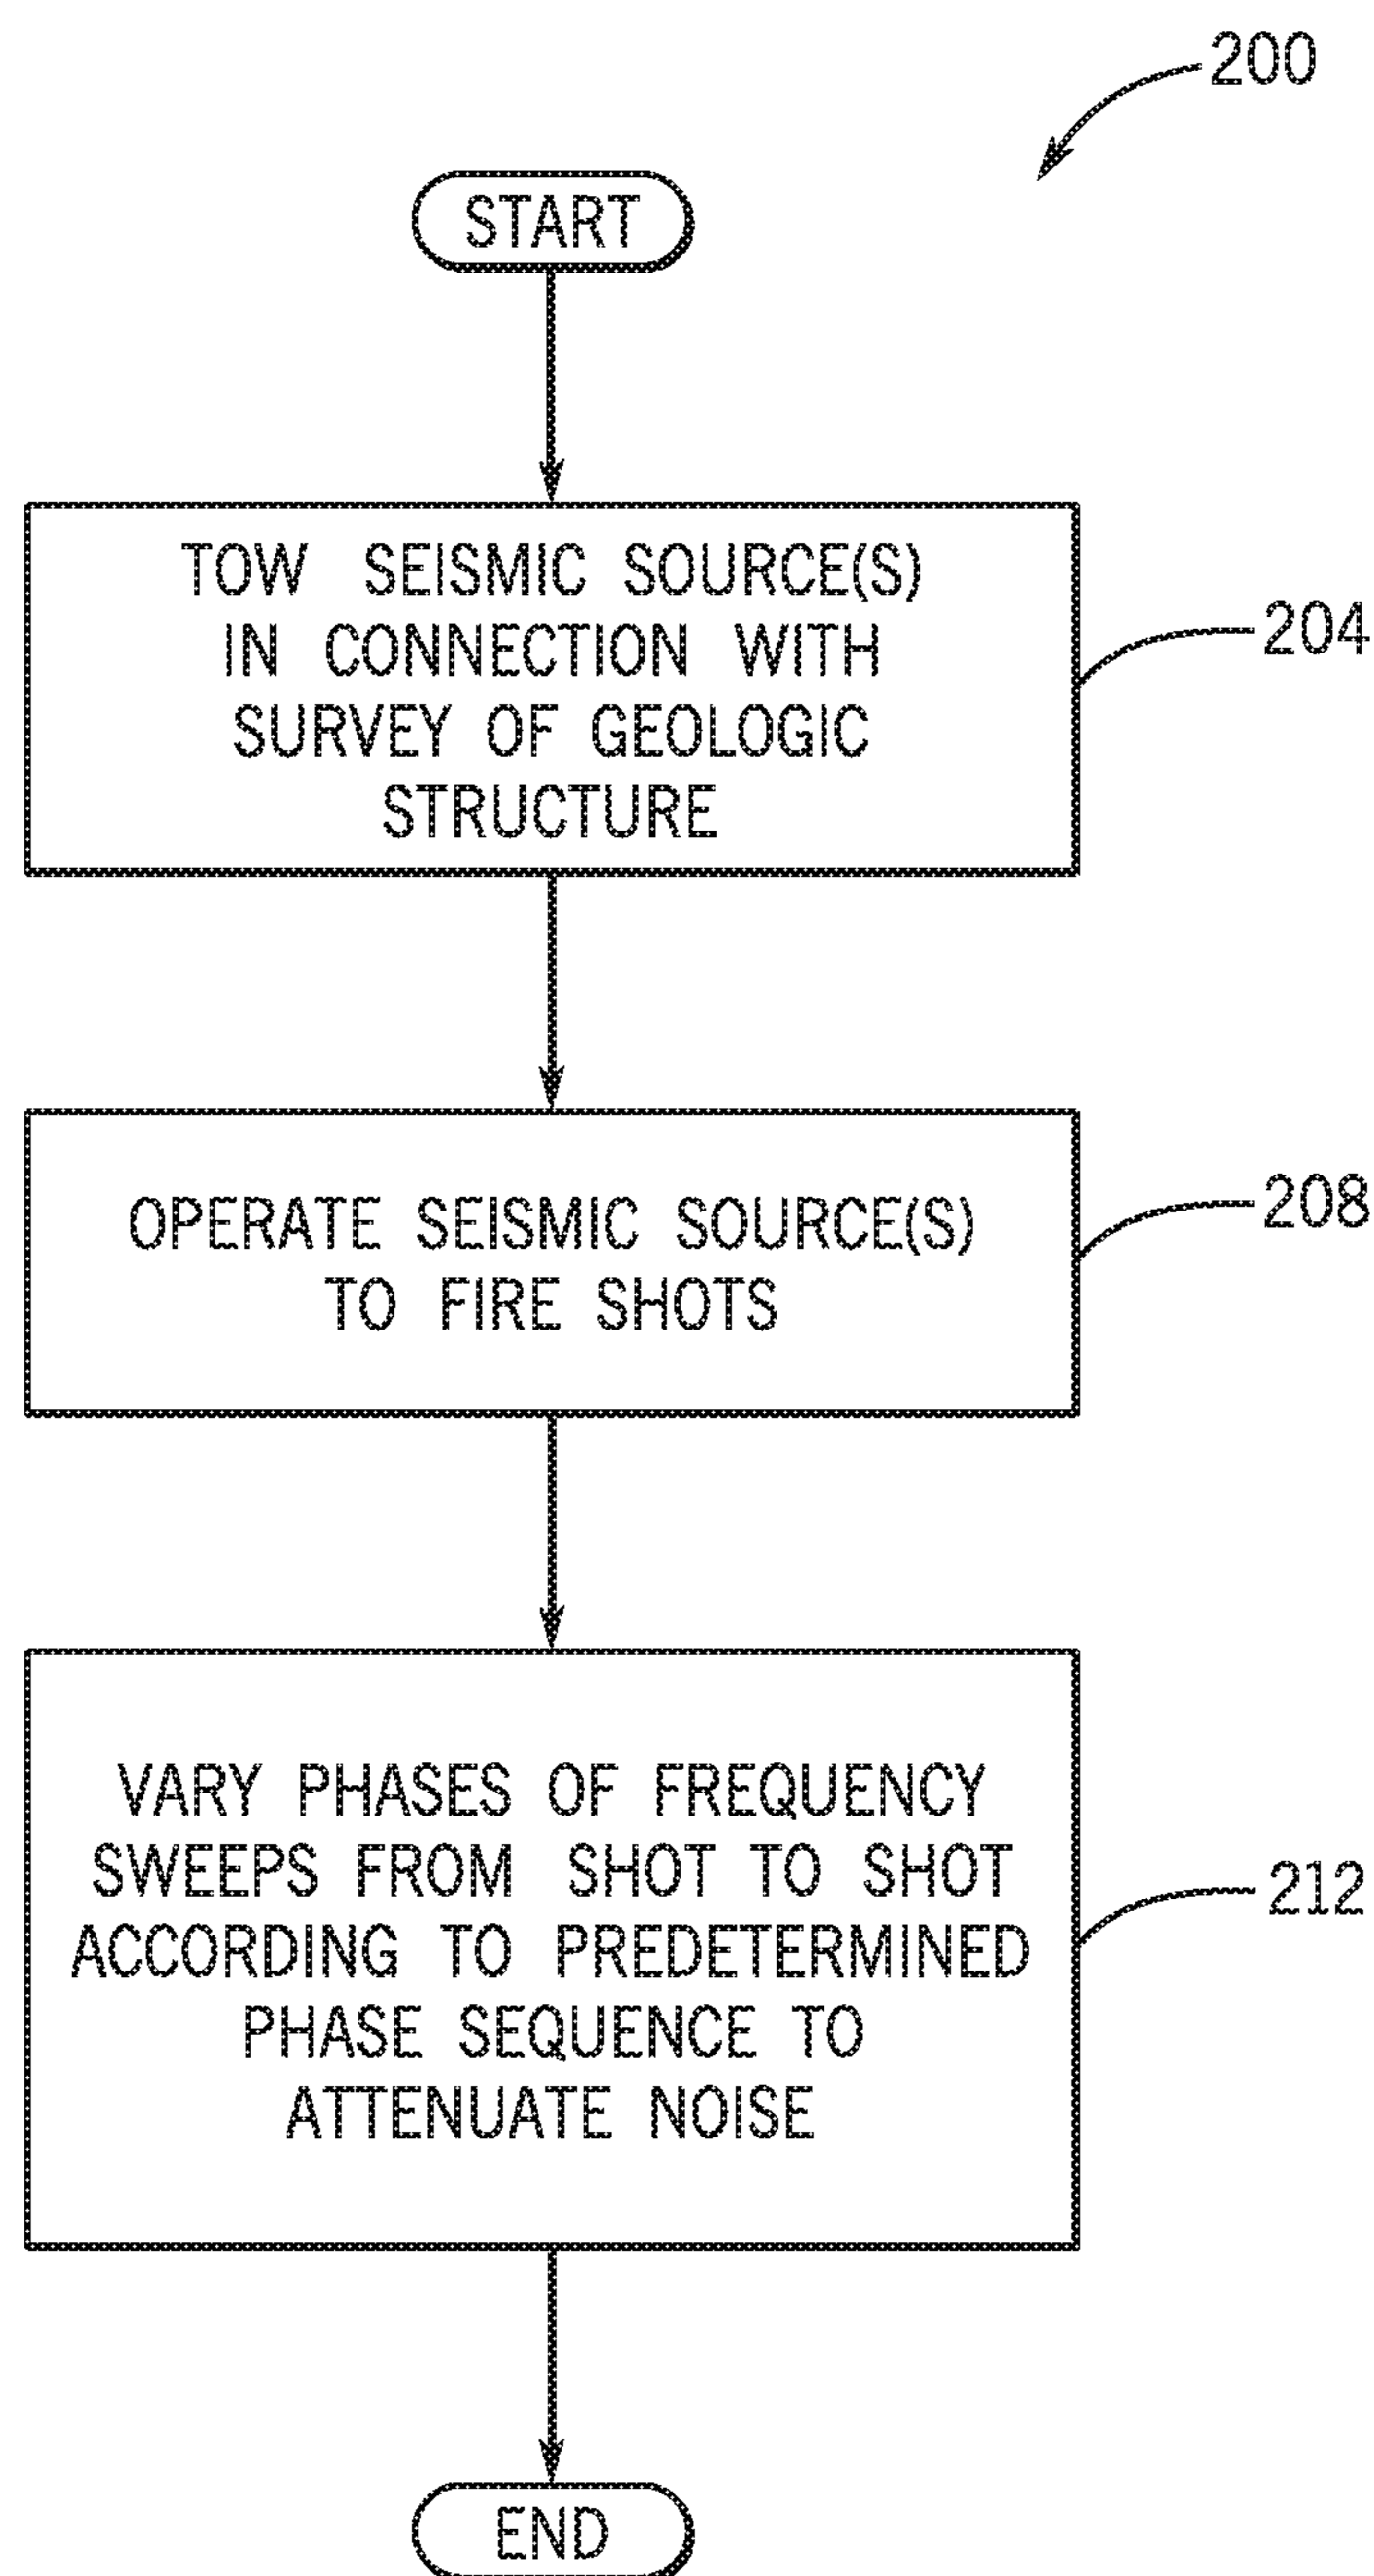 200
START
TOW SEISMIC SOURCE(S)
IN CONNECTION WITH
SURVEY OF GEOLOGIC
STRUCTURE
204
OPERATE SEISMIC SOURCE(S)
TO FIRE SHOTS
208
VARY PHASES OF FREQUENCY
SWEEPS FROM SHOT TO SHOT
ACCORDING TO PREDETERMINED
PHASE SEQUENCE TO
ATTENUATE NOISE
212
END